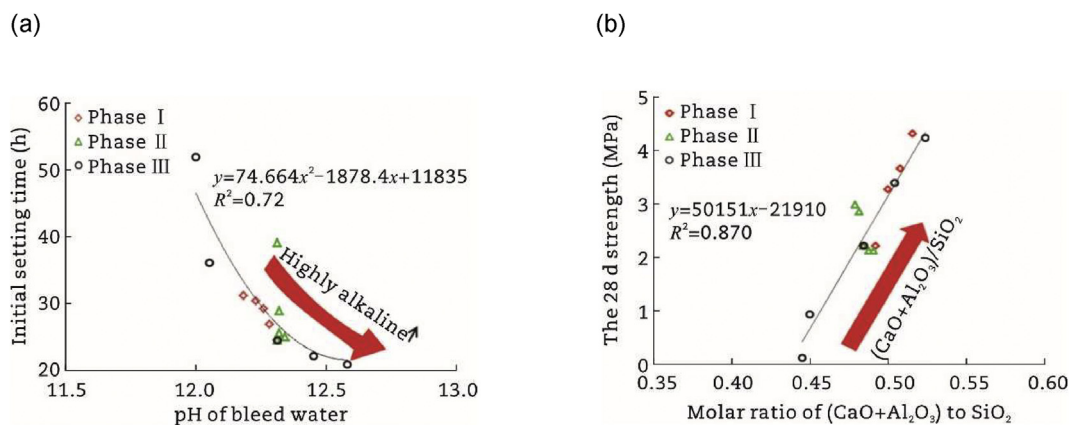 (a)
60
50
40
30
20
11.5
12.0
12.5
13.0
Initial setting time (h)
pH of bleed water
Phase Ⅰ
Phase Ⅱ
Phase Ⅲ
y=74.664x²−1878.4x+11835
R²=0.72
Highly alkaline
(b)
5
4
3
2
1
0
0.35
0.40
0.45
0.50
0.55
0.60
The 28 d strength (MPa)
Molar ratio of (CaO+Al₂O₃) to SiO₂
Phase Ⅰ
Phase Ⅱ
Phase Ⅲ
y=50151x−21910
R²=0.870
(CaO+Al₂O₃)/SiO₂